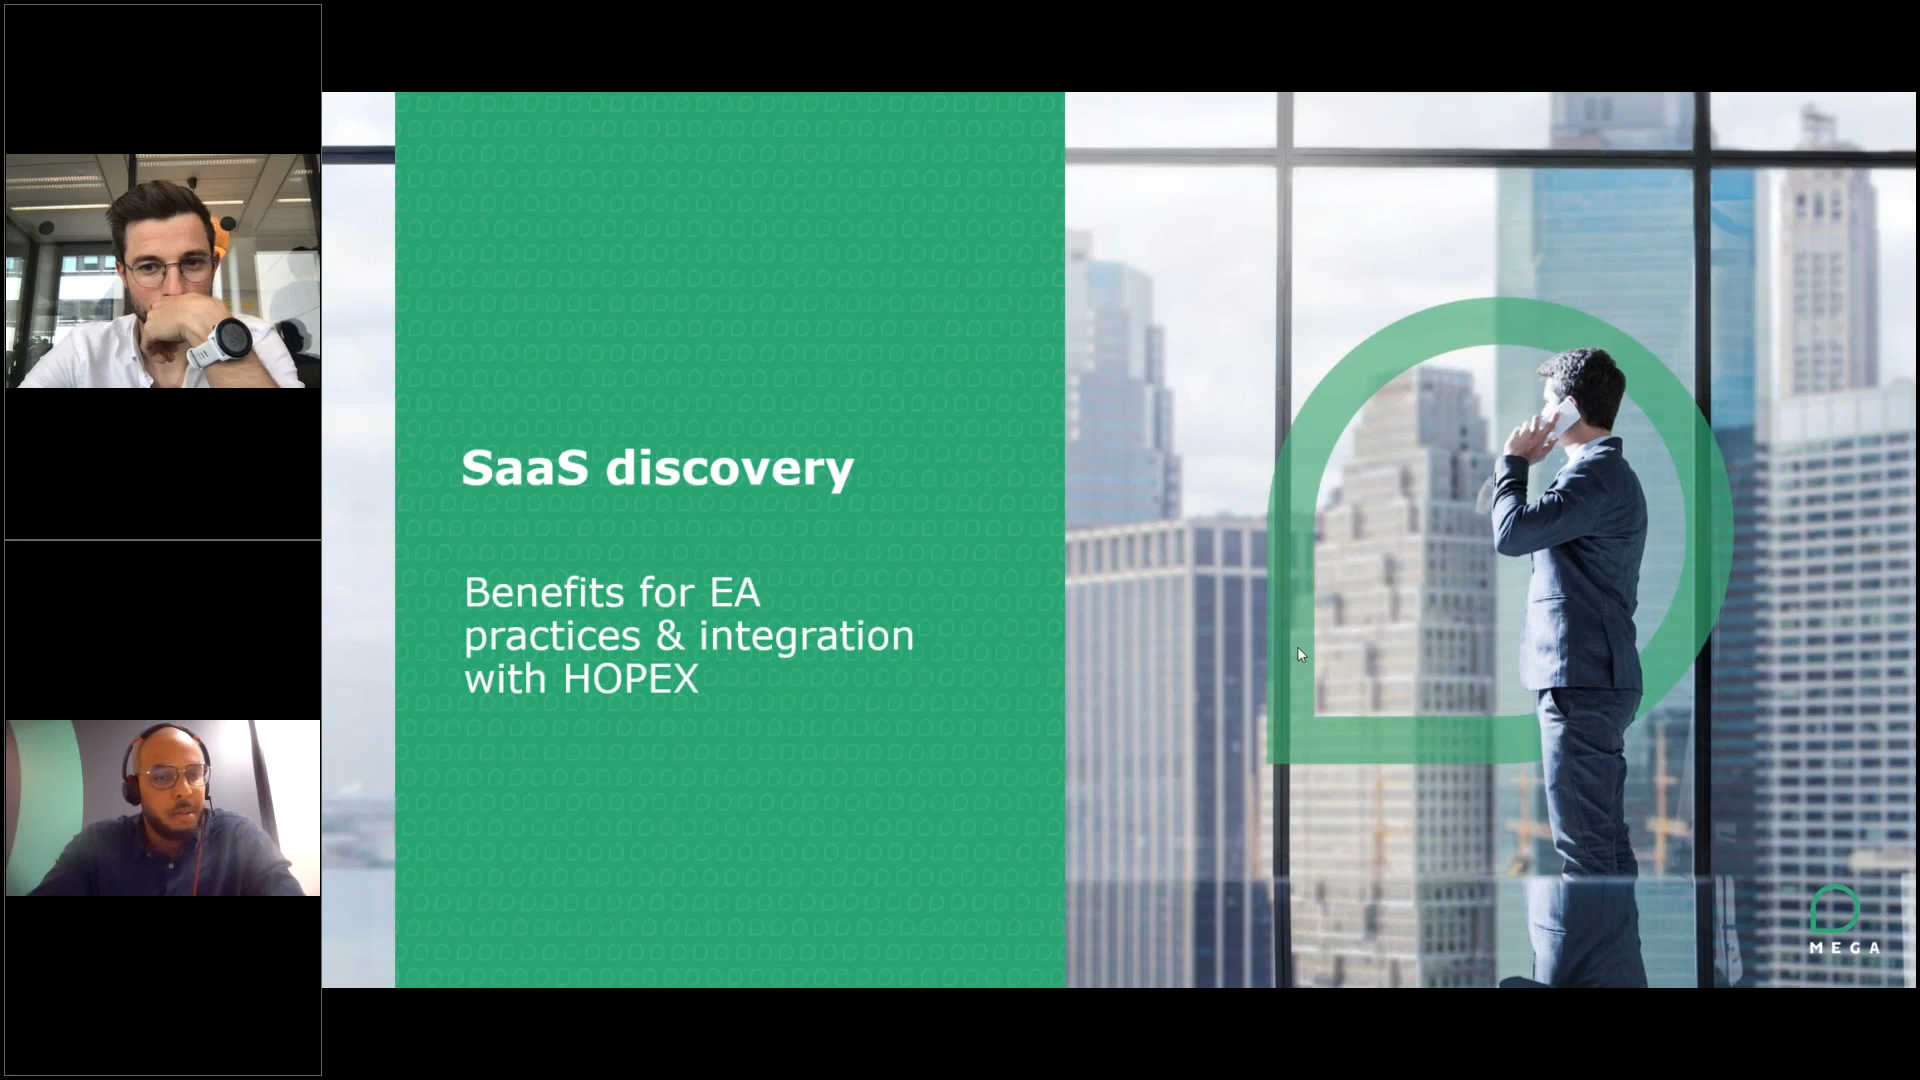 SaaS discovery
Benefits for EA
practices & integration
with HOPEX
MEGA